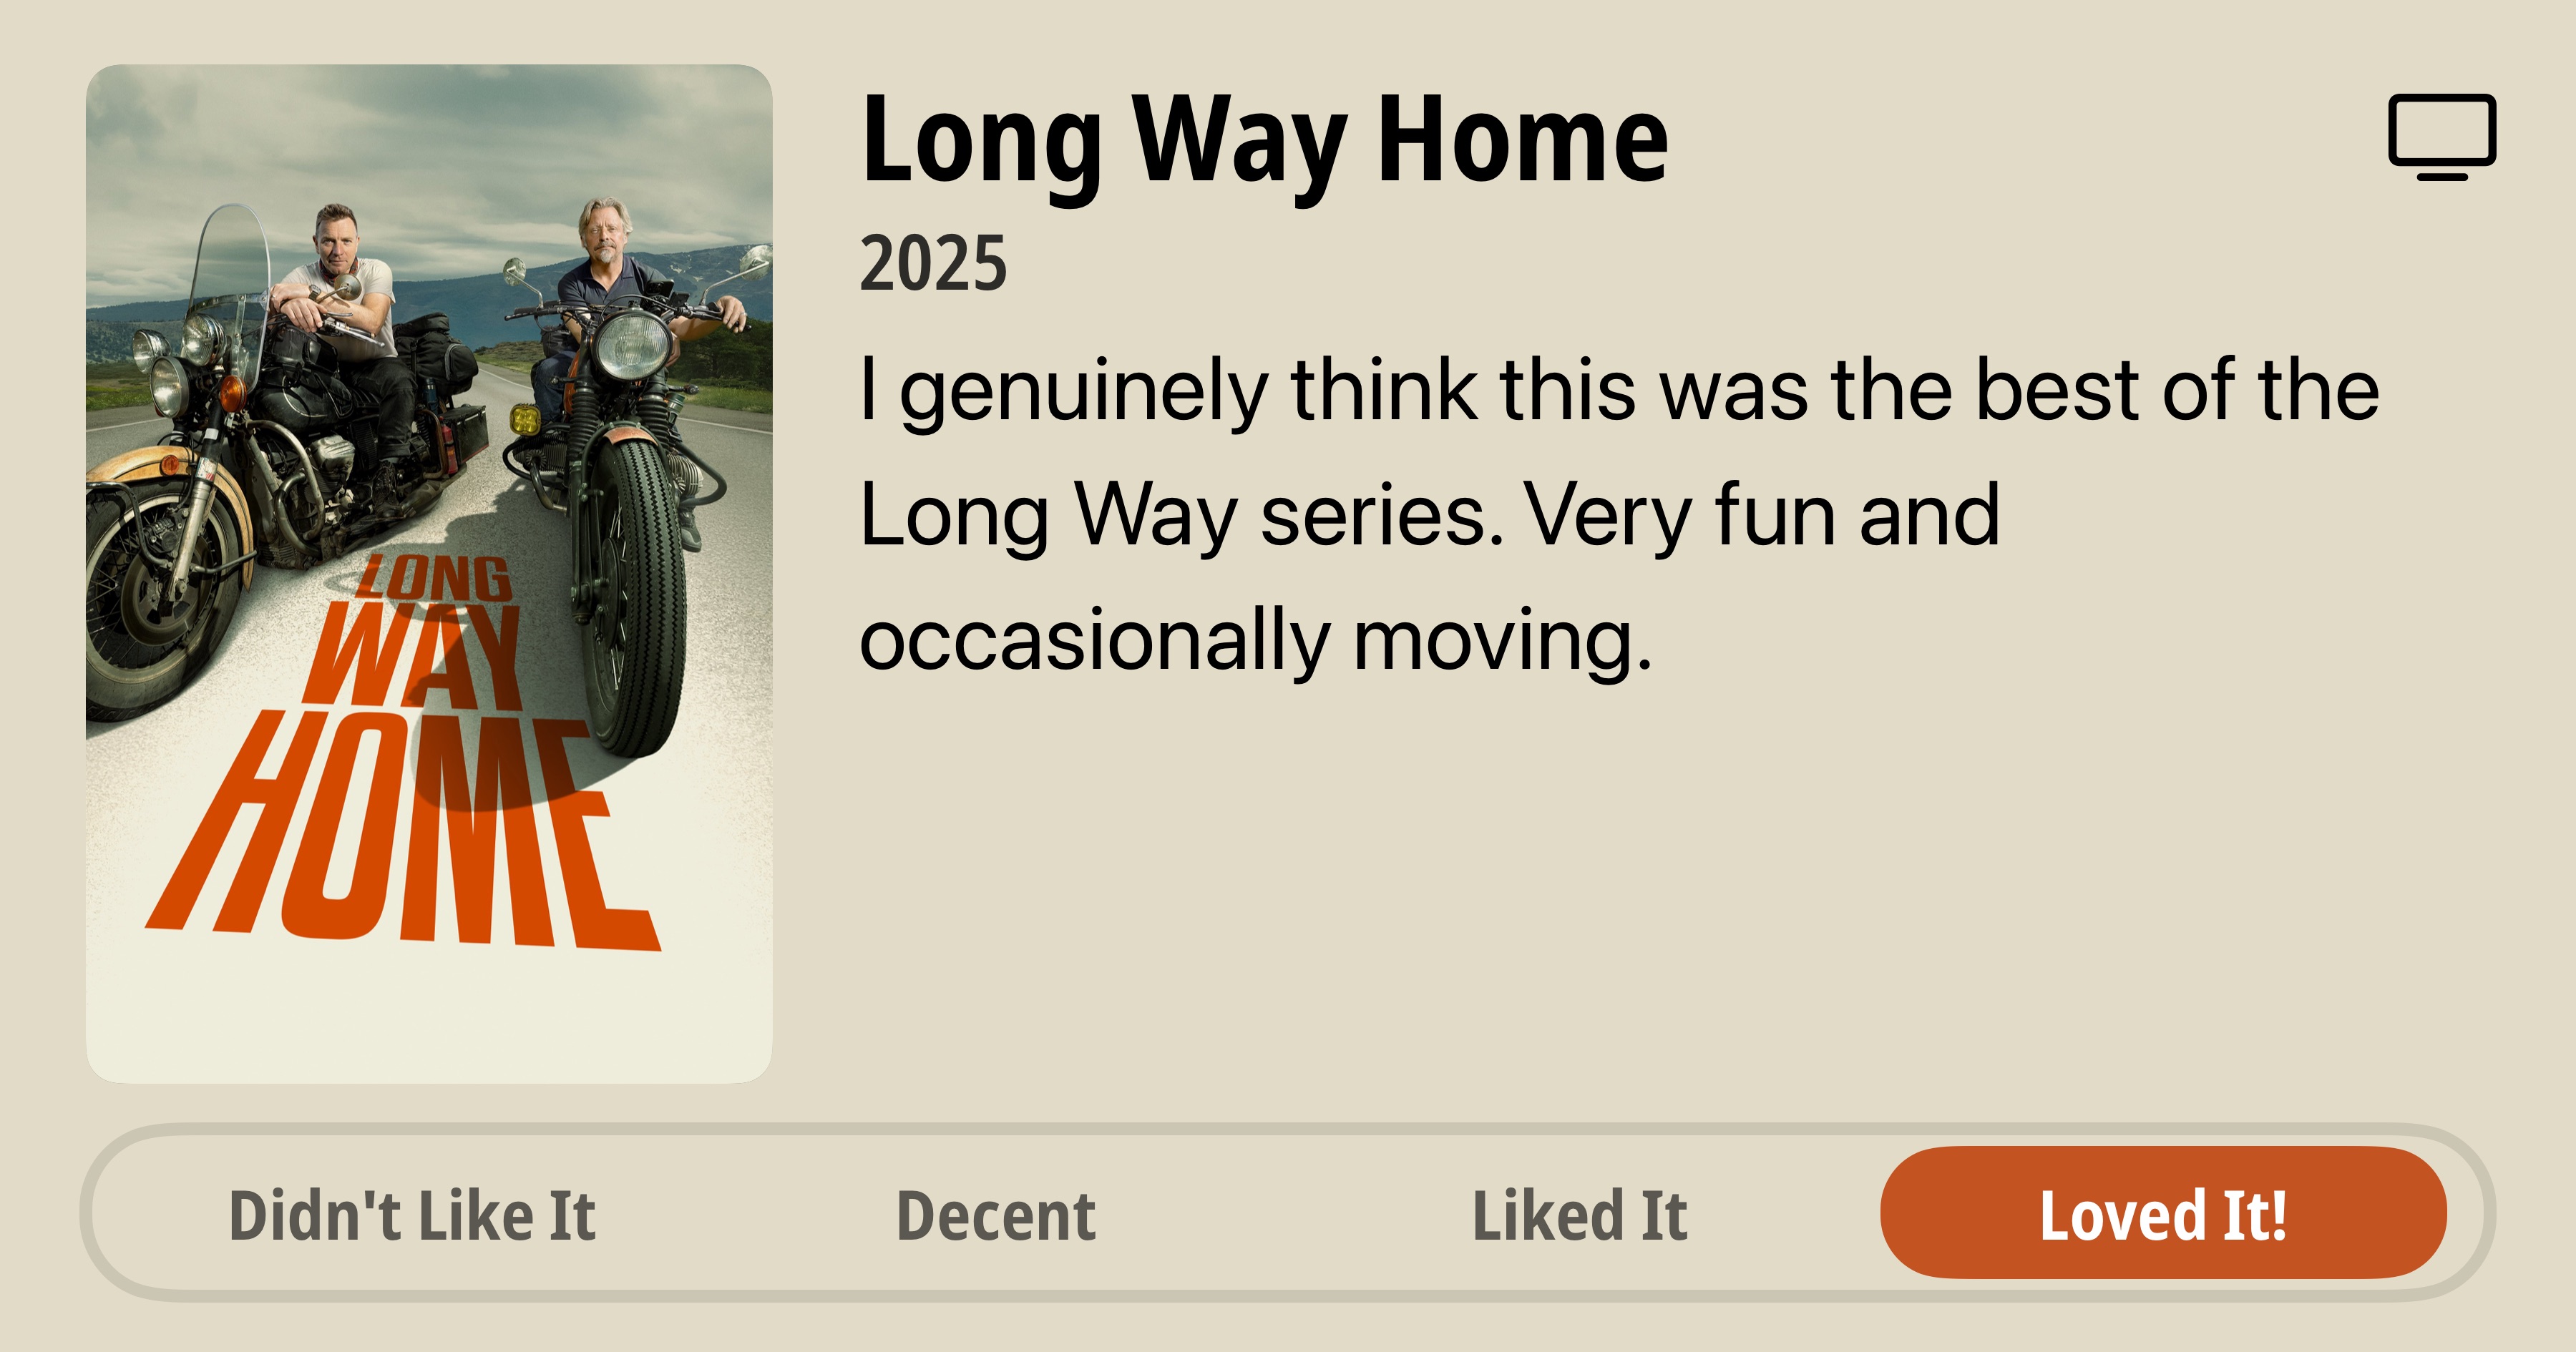 LONG
WAY
HOME
Long Way Home
2025
I genuinely think this was the best of the
Long Way series. Very fun and
occasionally moving.
Didn't Like It
Decent
Liked It
Loved It!